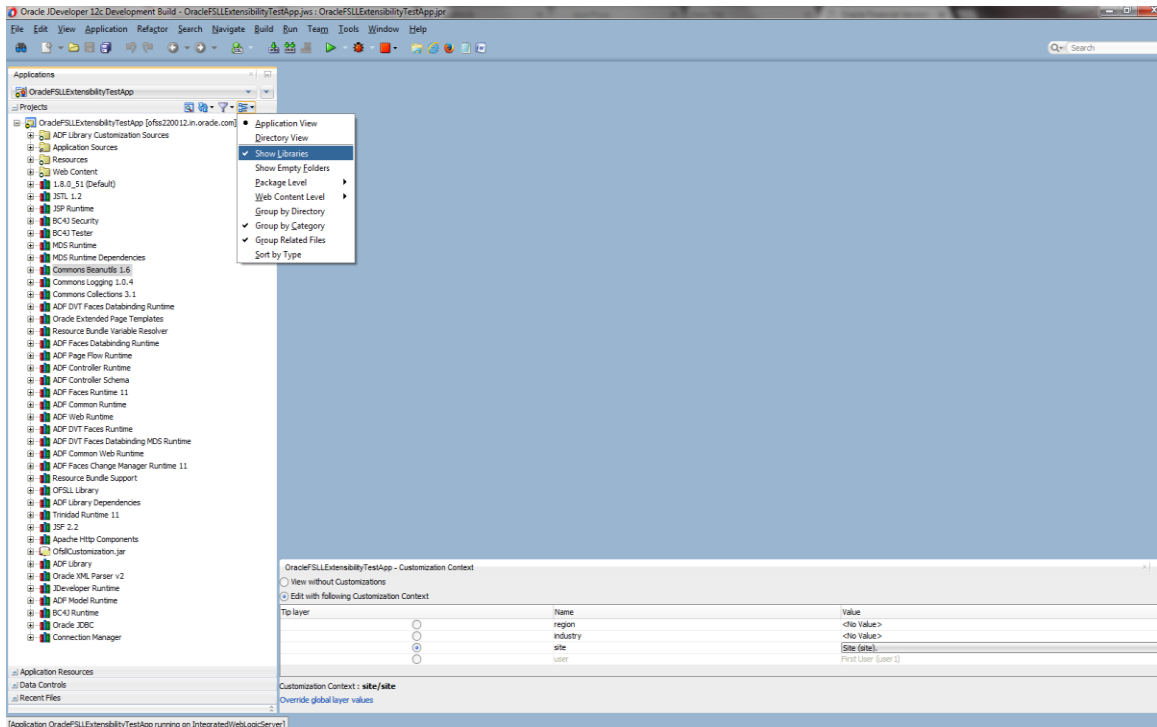 Oracle JDeveloper 12c Development Build - OracleFSLLExtensibilityTestApp.jws : OracleFSLLExtensibilityTestApp.jpr
File Edit View Application Refactor Search Navigate Build Run Team Tools Window Help
Search
Applications
OracleFSLLExtensibilityTestApp
Projects
OracleFSLLExtensibilityTestApp [ofss220012.in.oracle.com]
ADF Library Customization Sources
Application Sources
Resources
Web Content
1.8.0_51 (Default)
JSTL 1.2
JSP Runtime
BC4J Security
BC4J Tester
MDS Runtime
MDS Runtime Dependencies
Commons Beanutils 1.6
Commons Logging 1.0.4
Commons Collections 3.1
ADF DVT Faces Databinding Runtime
Oracle Extended Page Templates
Resource Bundle Variable Resolver
ADF Faces Databinding Runtime
ADF Page Flow Runtime
ADF Controller Runtime
ADF Controller Schema
ADF Faces Runtime 11
ADF Common Runtime
ADF Web Runtime
ADF DVT Faces Runtime
ADF DVT Faces Databinding MDS Runtime
ADF Common Web Runtime
ADF Faces Change Manager Runtime 11
Resource Bundle Support
OFSLL Library
ADF Library Dependencies
Trinidad Runtime 11
JSF 2.2
Apache Http Components
OfsllCustomization.jar
ADF Library
Oracle XML Parser v2
JDeveloper Runtime
ADF Model Runtime
BC4J Runtime
Oracle JDBC
Connection Manager
Application View
Directory View
Show Libraries
Show Empty Folders
Package Level
Web Content Level
Group by Directory
Group by Category
Group Related Files
Sort by Type
Application Resources
Data Controls
Recent Files
OracleFSLLExtensibilityTestApp - Customization Context
View without Customizations
Edit with following Customization Context
Tip layer Name Value
region <No Value>
industry <No Value>
site Site (site).
user First User (user1)
Customization Context : site/site
Override global layer values
[Application OracleFSLLExtensibilityTestApp running on IntegratedWebLogicServer]